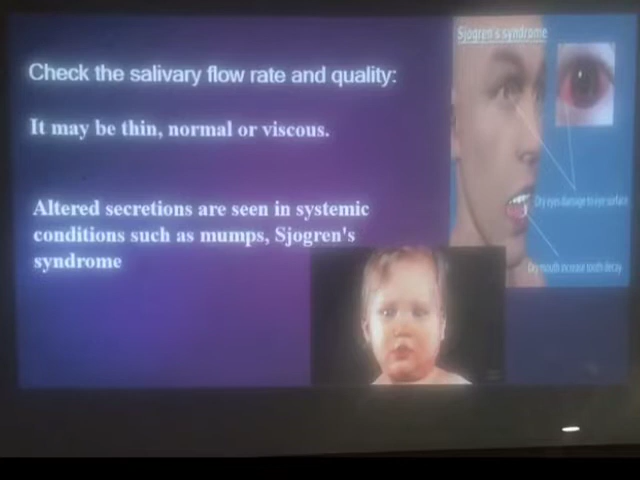 Check the salivary flow rate and quality:
It may be thin, normal or viscous.
Altered secretions are seen in systemic
conditions such as mumps, Sjogren's
syndrome
Sjogren's syndrome
Dry eyes damage to eye surface
Dry mouth increase tooth decay